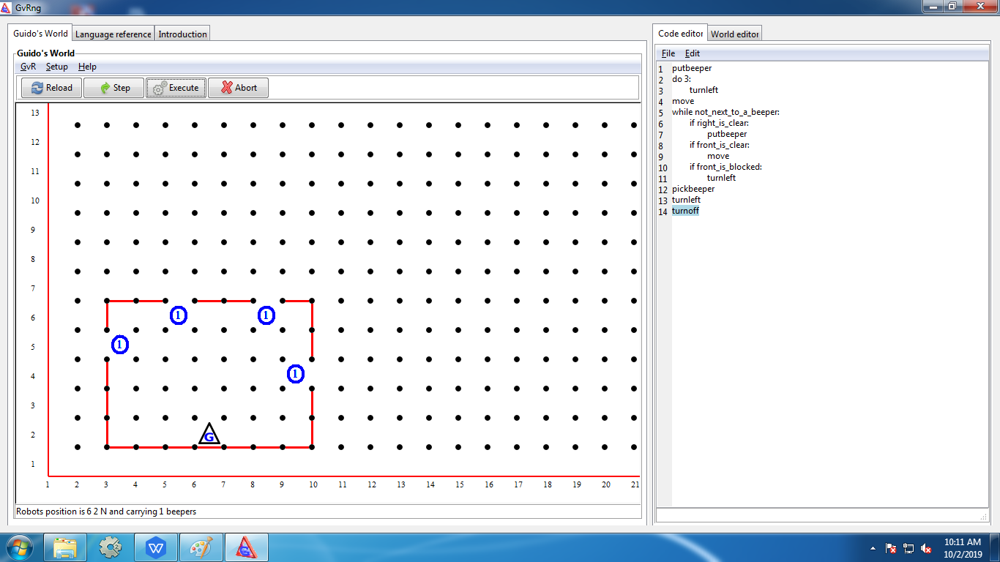 GvRng
Guido's World
Language reference
Introduction
Guido's World
GvR Setup Help
Reload
Step
Execute
Abort
13
12
11
10
9
8
7
6
5
4
3
2
1
1
1
1
1
G
1 2 3 4 5 6 7 8 9 10 11 12 13 14 15 16 17 18 19 20 21
Robots position is 6 2 N and carrying 1 beepers
Code editor
World editor
File Edit
1 putbeeper
2 do 3:
3 turnleft
4 move
5 while not_next_to_a_beeper:
6 if right_is_clear:
7 putbeeper
8 if front_is_clear:
9 move
10 if front_is_blocked:
11 turnleft
12 pickbeeper
13 turnleft
14 turnoff
W
G
10:11 AM
10/2/2019